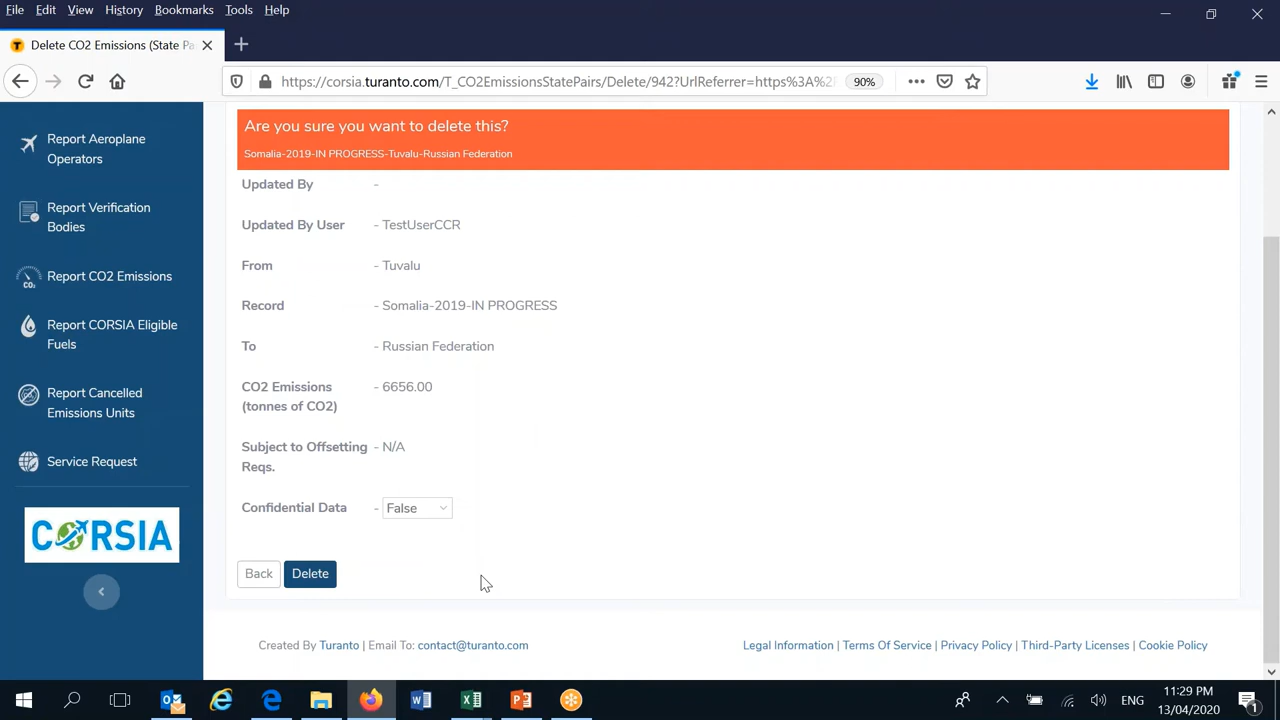 File Edit View History Bookmarks Tools Help
Delete CO2 Emissions (State Pa
https://corsia.turanto.com/T_CO2EmissionsStatePairs/Delete/942?UrlReferrer=https%3A%2F
90%
Report Aeroplane
Operators
Report Verification
Bodies
CO2
Report CO2 Emissions
Report CORSIA Eligible
Fuels
Report Cancelled
Emissions Units
Service Request
CORSIA
Are you sure you want to delete this?
Somalia-2019-IN PROGRESS-Tuvalu-Russian Federation
Updated By -
Updated By User - TestUserCCR
From - Tuvalu
Record - Somalia-2019-IN PROGRESS
To - Russian Federation
CO2 Emissions - 6656.00
(tonnes of CO2)
Subject to Offsetting - N/A
Reqs.
Confidential Data - False
Back Delete
Created By Turanto | Email To: contact@turanto.com
Legal Information | Terms Of Service | Privacy Policy | Third-Party Licenses | Cookie Policy
ENG
11:29 PM
13/04/2020
1